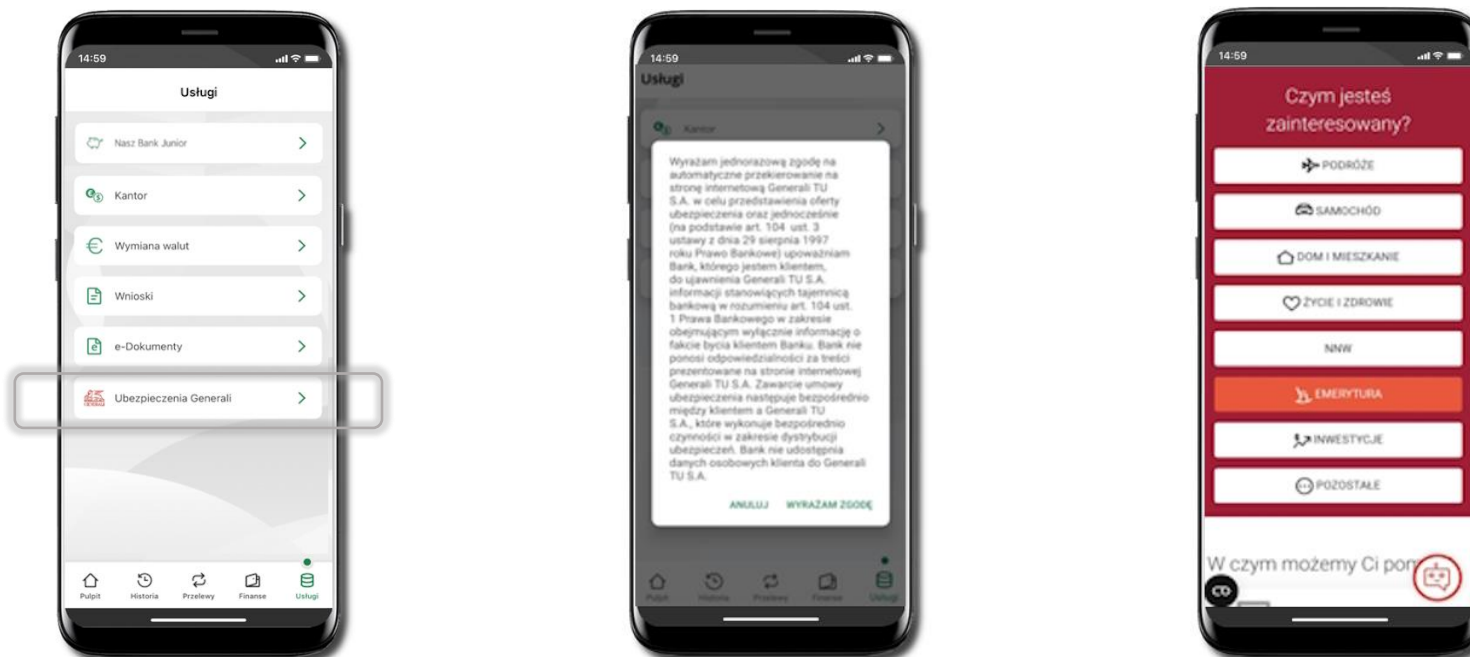 14:59
Usługi
Nasz Bank Junior
Kantor
Wymiana walut
Wnioski
e-Dokumenty
Ubezpieczenia Generali
Pulpit
Historia
Przelewy
Finanse
Usługi
14:59
Usługi
Kantor
Wyrażam jednorazową zgodę na
automatyczne przekierowanie na
stronę internetową Generali TU
S.A. w celu przedstawienia oferty
ubezpieczenia oraz jednocześnie
(na podstawie art. 104 ust. 3
ustawy z dnia 29 sierpnia 1997
roku Prawo Bankowe) upoważniam
Bank, którego jestem klientem,
do ujawnienia Generali TU S.A.
informacji stanowiących tajemnicą
bankową w rozumieniu art. 104 ust.
1 Prawa Bankowego w zakresie
obejmującym wyłącznie informację o
fakcie bycia klientem Banku. Bank nie
ponosi odpowiedzialności za treści
prezentowane na stronie internetowej
Generali TU S.A. Zawarcie umowy
ubezpieczenia następuje bezpośrednio
między klientem a Generali TU
S.A., które wykonuje bezpośrednio
czynności w zakresie dystrybucji
ubezpieczeń. Bank nie udostępnia
danych osobowych klienta do Generali
TU S.A.
ANULUJ WYRAŻAM ZGODĘ
Pulpit
Historia
Przelewy
Finanse
Usługi
14:59
Czym jesteś
zainteresowany?
PODRÓŻE
SAMOCHÓD
DOM I MIESZKANIE
ŻYCIE I ZDROWIE
NNW
EMERYTURA
INWESTYCJE
POZOSTAŁE
W czym możemy Ci pom